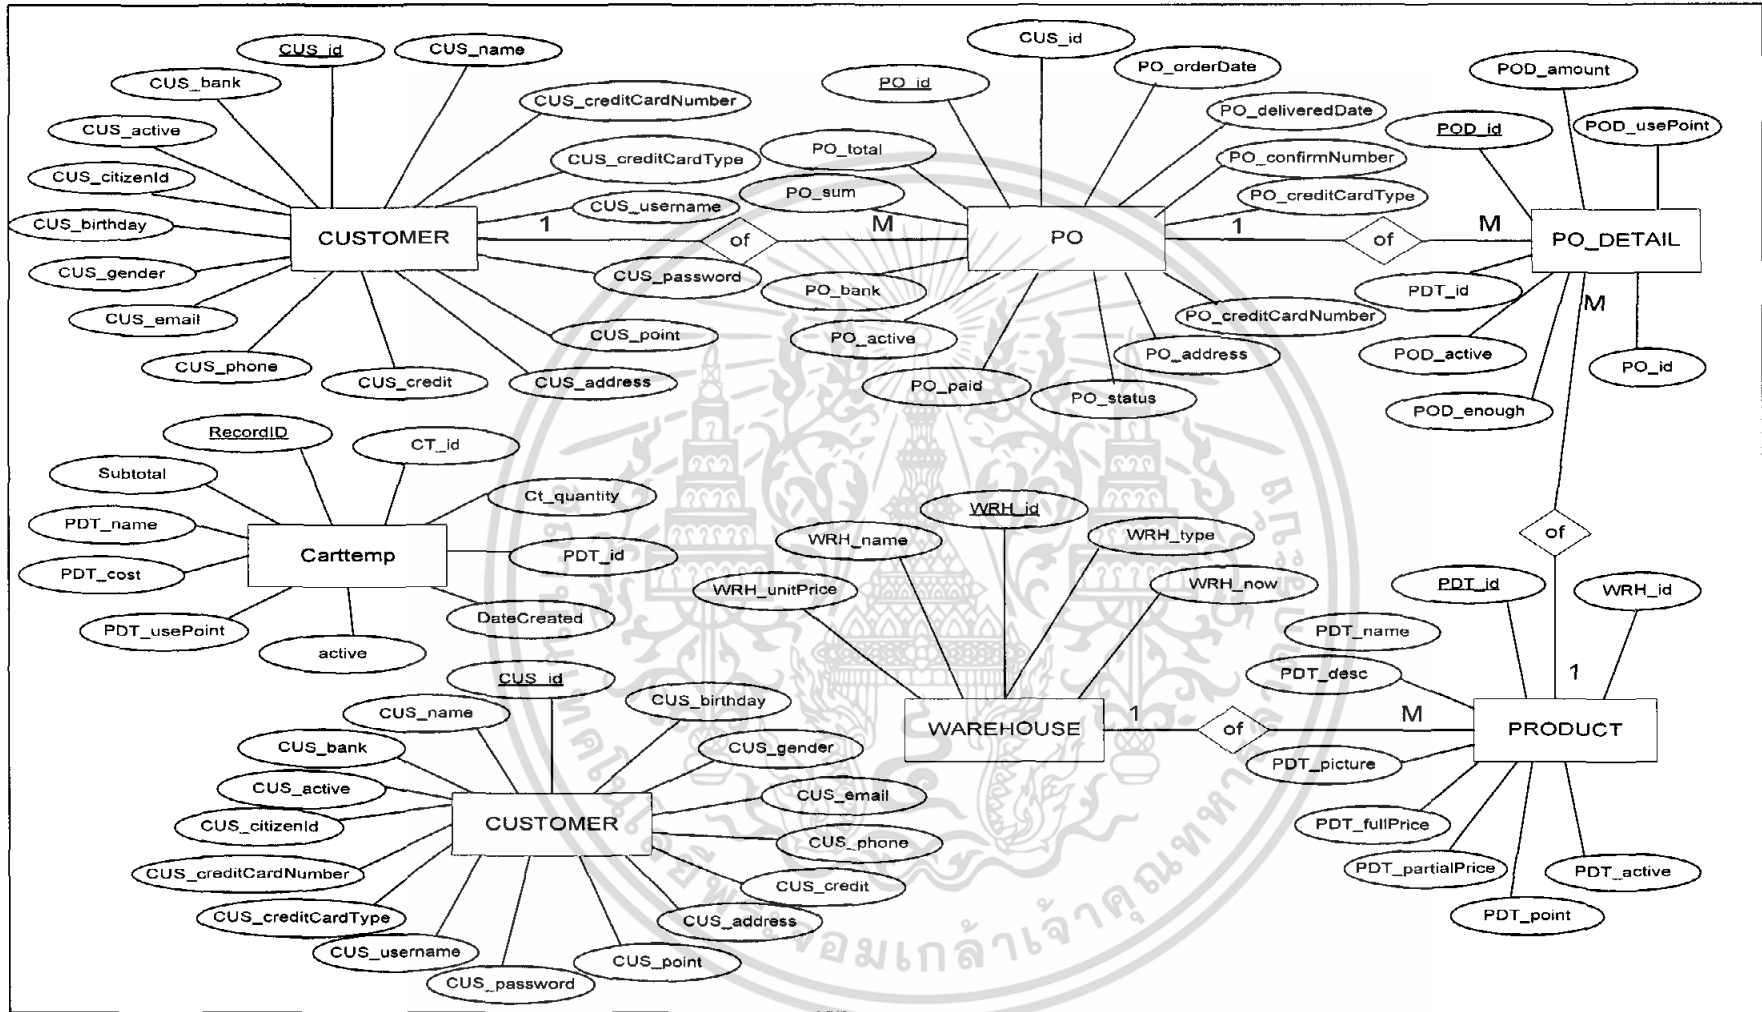 CUS_id
CUS_name
CUS_bank
CUS_creditCardNumber
CUS_active
CUS_creditCardType
CUS_citizenId
CUS_username
CUS_birthday
CUSTOMER
CUS_gender
CUS_password
CUS_email
CUS_point
CUS_phone
CUS_credit
CUS_address
1
of
M
CUS_id
PO_id
PO_orderDate
PO_deliveredDate
PO_total
PO_confirmNumber
PO_sum
PO_creditCardType
PO
PO_bank
PO_creditCardNumber
PO_active
PO_address
PO_paid
PO_status
1
of
M
POD_amount
POD_id
POD_usePoint
PO_DETAIL
PDT_id
M
POD_active
PO_id
POD_enough
of
1
RecordID
CT_id
Subtotal
Ct_quantity
PDT_name
Carttemp
PDT_id
PDT_cost
DateCreated
PDT_usePoint
active
WRH_id
WRH_name
WRH_type
WRH_unitPrice
WRH_now
WAREHOUSE
1
of
M
PDT_id
WRH_id
PDT_name
PDT_desc
PRODUCT
PDT_picture
PDT_fullPrice
PDT_partialPrice
PDT_active
PDT_point
CUS_id
CUS_name
CUS_birthday
CUS_bank
CUS_gender
CUS_active
CUS_email
CUS_citizenId
CUSTOMER
CUS_phone
CUS_creditCardNumber
CUS_credit
CUS_creditCardType
CUS_address
CUS_username
CUS_point
CUS_password